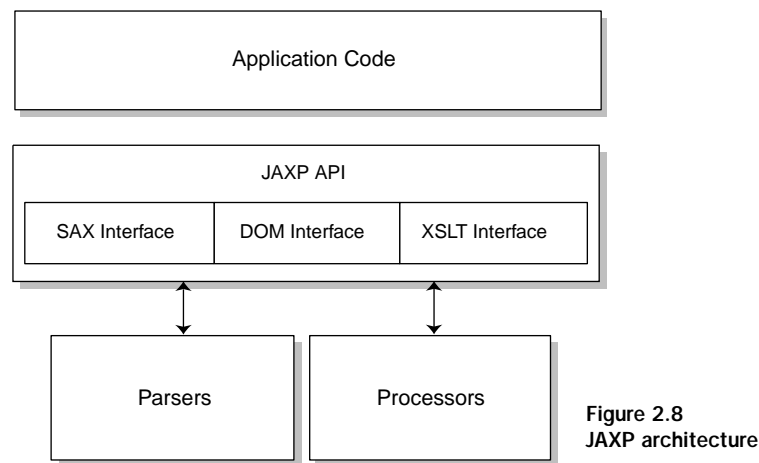 Application Code
JAXP API
SAX Interface
DOM Interface
XSLT Interface
Parsers
Processors
Figure 2.8
JAXP architecture